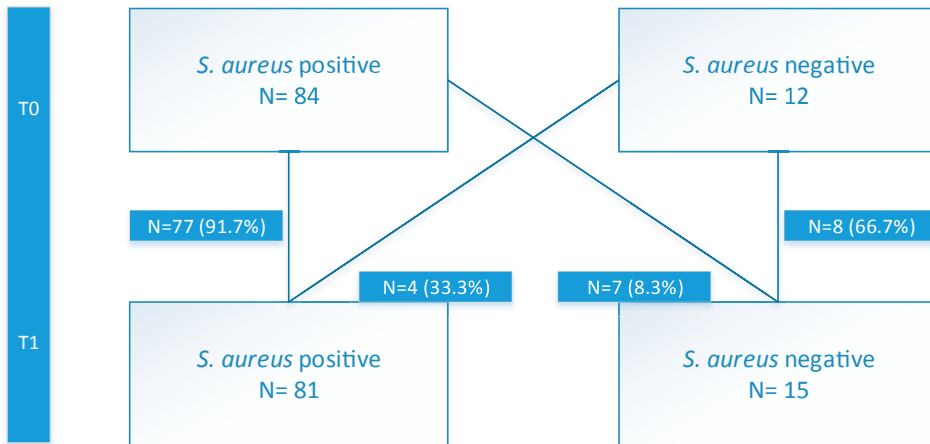 T0
S. aureus positive
N= 84
S. aureus negative
N= 12
N=77 (91.7%)
N=8 (66.7%)
N=4 (33.3%)
N=7 (8.3%)
T1
S. aureus positive
N= 81
S. aureus negative
N= 15